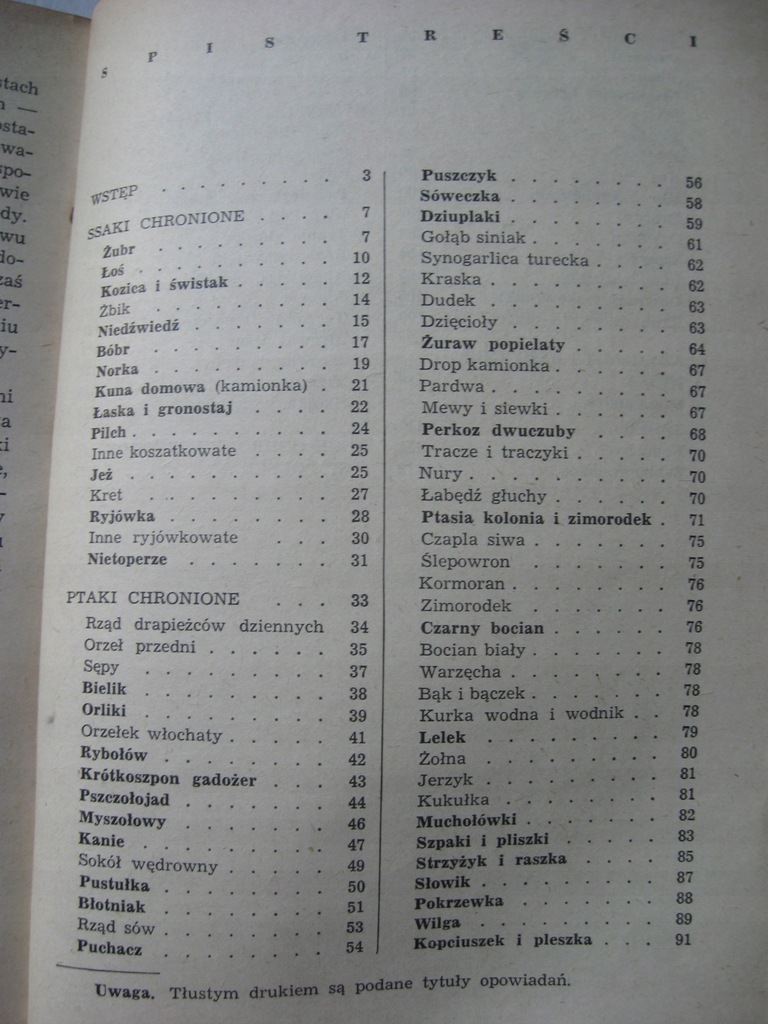 SPIS TREŚCI
WSTĘP . . . . . . . . . 3
SSAKI CHRONIONE . . . . 7
Żubr . . . . . . . . 7
Łoś . . . . . . . . . 10
Kozica i świstak . . . . . 12
Żbik . . . . . . . . 14
Niedźwiedź . . . . . . . 15
Bóbr . . . . . . . . 17
Norka . . . . . . . . 19
Kuna domowa (kamionka) . 21
Łaska i gronostaj . . . . 22
Pilch . . . . . . . . . 24
Inne koszatkowate . . . . 25
Jeż . . . . . . . . 25
Kret . . . . . . . . 27
Ryjówka . . . . . . . 28
Inne ryjówkowate . . . . 30
Nietoperze . . . . . . . 31
PTAKI CHRONIONE . . . 33
Rząd drapieżców dziennych 34
Orzeł przedni . . . . . . 35
Sępy . . . . . . . . 37
Bielik . . . . . . . . 38
Orliki . . . . . . . . 39
Orzełek włochaty . . . . . 41
Rybołów . . . . . . . 42
Krótkoszpon gadożer . . . 43
Pszczołojad . . . . . . . 44
Myszołowy . . . . . . 46
Kanie . . . . . . . . 47
Sokół wędrowny . . . . . 49
Pustułka . . . . . . . 50
Błotniak . . . . . . . 51
Rząd sów . . . . . . . 53
Puchacz . . . . . . . 54
Puszczyk . . . . . . . . 56
Sóweczka . . . . . . . . 58
Dziuplaki . . . . . . . . 59
Gołąb siniak . . . . . . . 61
Synogarlica turecka . . . . 62
Kraska . . . . . . . . . 62
Dudek . . . . . . . . 63
Dzięcioły . . . . . . . 63
Żuraw popielaty . . . . . 64
Drop kamionka . . . . . . 67
Pardwa . . . . . . . . . 67
Mewy i siewki . . . . . . 67
Perkoz dwuczuby . . . . 68
Tracze i traczyki . . . . . 70
Nury . . . . . . . . . . 70
Łabędź głuchy . . . . . . 70
Ptasia kolonia i zimorodek . 71
Czapla siwa . . . . . . . 75
Ślepowron . . . . . . . 75
Kormoran . . . . . . . . 76
Zimorodek . . . . . . . 76
Czarny bocian . . . . . . 76
Bocian biały . . . . . . . 78
Warzęcha . . . . . . . . 78
Bąk i bączek . . . . . . . 78
Kurka wodna i wodnik . . 78
Lelek . . . . . . . . 79
Żołna . . . . . . . . 80
Jerzyk . . . . . . . . . 81
Kukułka . . . . . . . . 81
Muchołówki . . . . . . . 82
Szpaki i pliszki . . . . . 83
Strzyżyk i raszka . . . . 85
Słowik . . . . . . . . . 87
Pokrzewka . . . . . . . 88
Wilga . . . . . . . . 89
Kopciuszek i pleszka . . . 91
Uwaga. Tłustym drukiem są podane tytuły opowiadań.